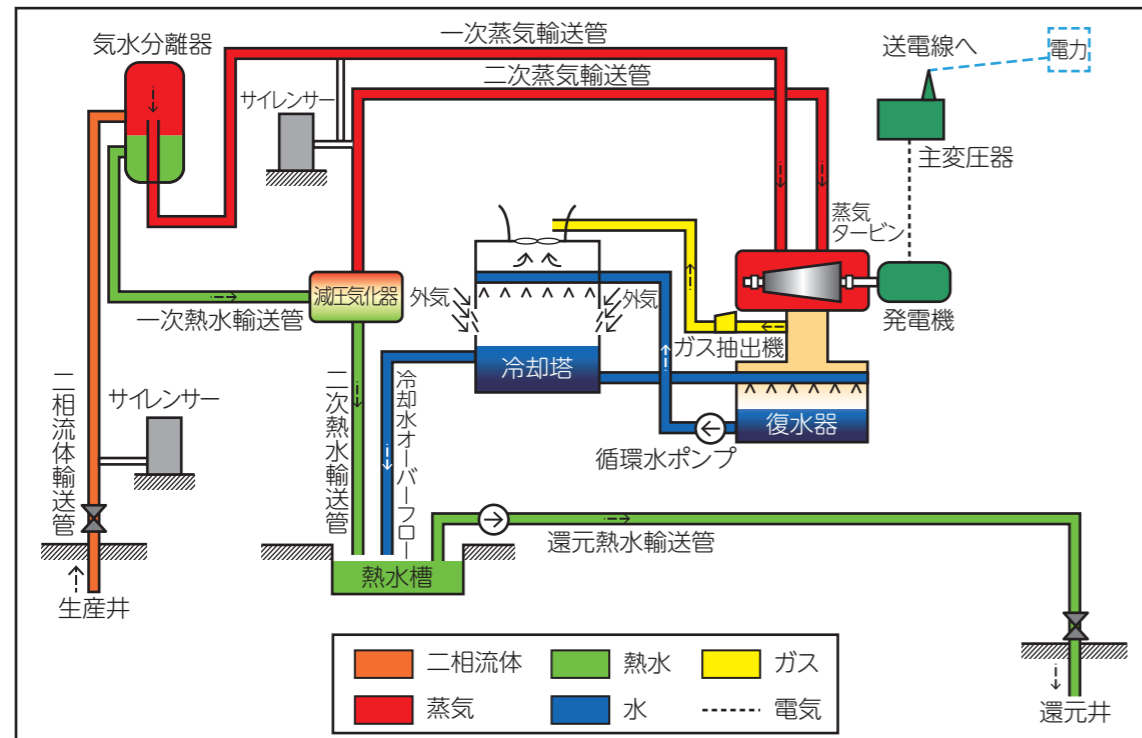 気水分離器
一次蒸気輸送管
送電線へ
電力
二次蒸気輸送管
サイレンサー
主変圧器
蒸気
タービン
減圧気化器
外気
外気
一次熱水輸送管
発電機
ガス抽出機
冷却塔
サイレンサー
二相流体輸送管
二次熱水輸送管
冷却水オーバーフロー
復水器
循環水ポンプ
還元熱水輸送管
熱水槽
生産井
二相流体
熱水
ガス
蒸気
水
電気
還元井